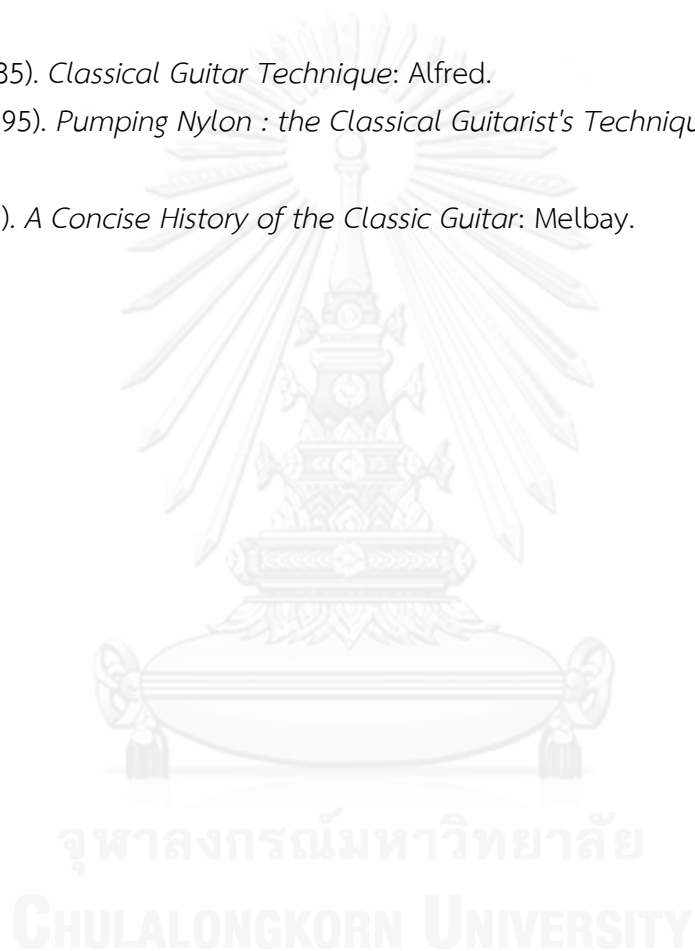 35). Classical Guitar Technique: Alfred.
95). Pumping Nylon : the Classical Guitarist's Techniqu
). A Concise History of the Classic Guitar: Melbay.
จุฬาลงกรณ์มหาวิทยาลัย
CHULALONGKORN UNIVERSITY